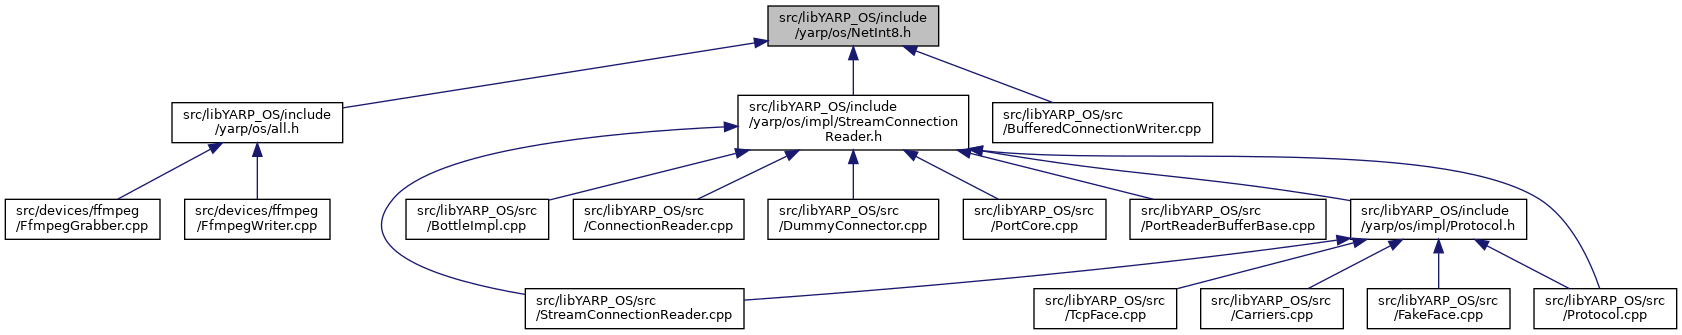 src/libYARP_OS/include
/yarp/os/NetInt8.h
src/libYARP_OS/include
/yarp/os/all.h
src/libYARP_OS/include
/yarp/os/impl/StreamConnection
Reader.h
src/libYARP_OS/src
/BufferedConnectionWriter.cpp
src/devices/ffmpeg
/FfmpegGrabber.cpp
src/devices/ffmpeg
/FfmpegWriter.cpp
src/libYARP_OS/src
/BottleImpl.cpp
src/libYARP_OS/src
/ConnectionReader.cpp
src/libYARP_OS/src
/DummyConnector.cpp
src/libYARP_OS/src
/PortCore.cpp
src/libYARP_OS/src
/PortReaderBufferBase.cpp
src/libYARP_OS/include
/yarp/os/impl/Protocol.h
src/libYARP_OS/src
/StreamConnectionReader.cpp
src/libYARP_OS/src
/TcpFace.cpp
src/libYARP_OS/src
/Carriers.cpp
src/libYARP_OS/src
/FakeFace.cpp
src/libYARP_OS/src
/Protocol.cpp